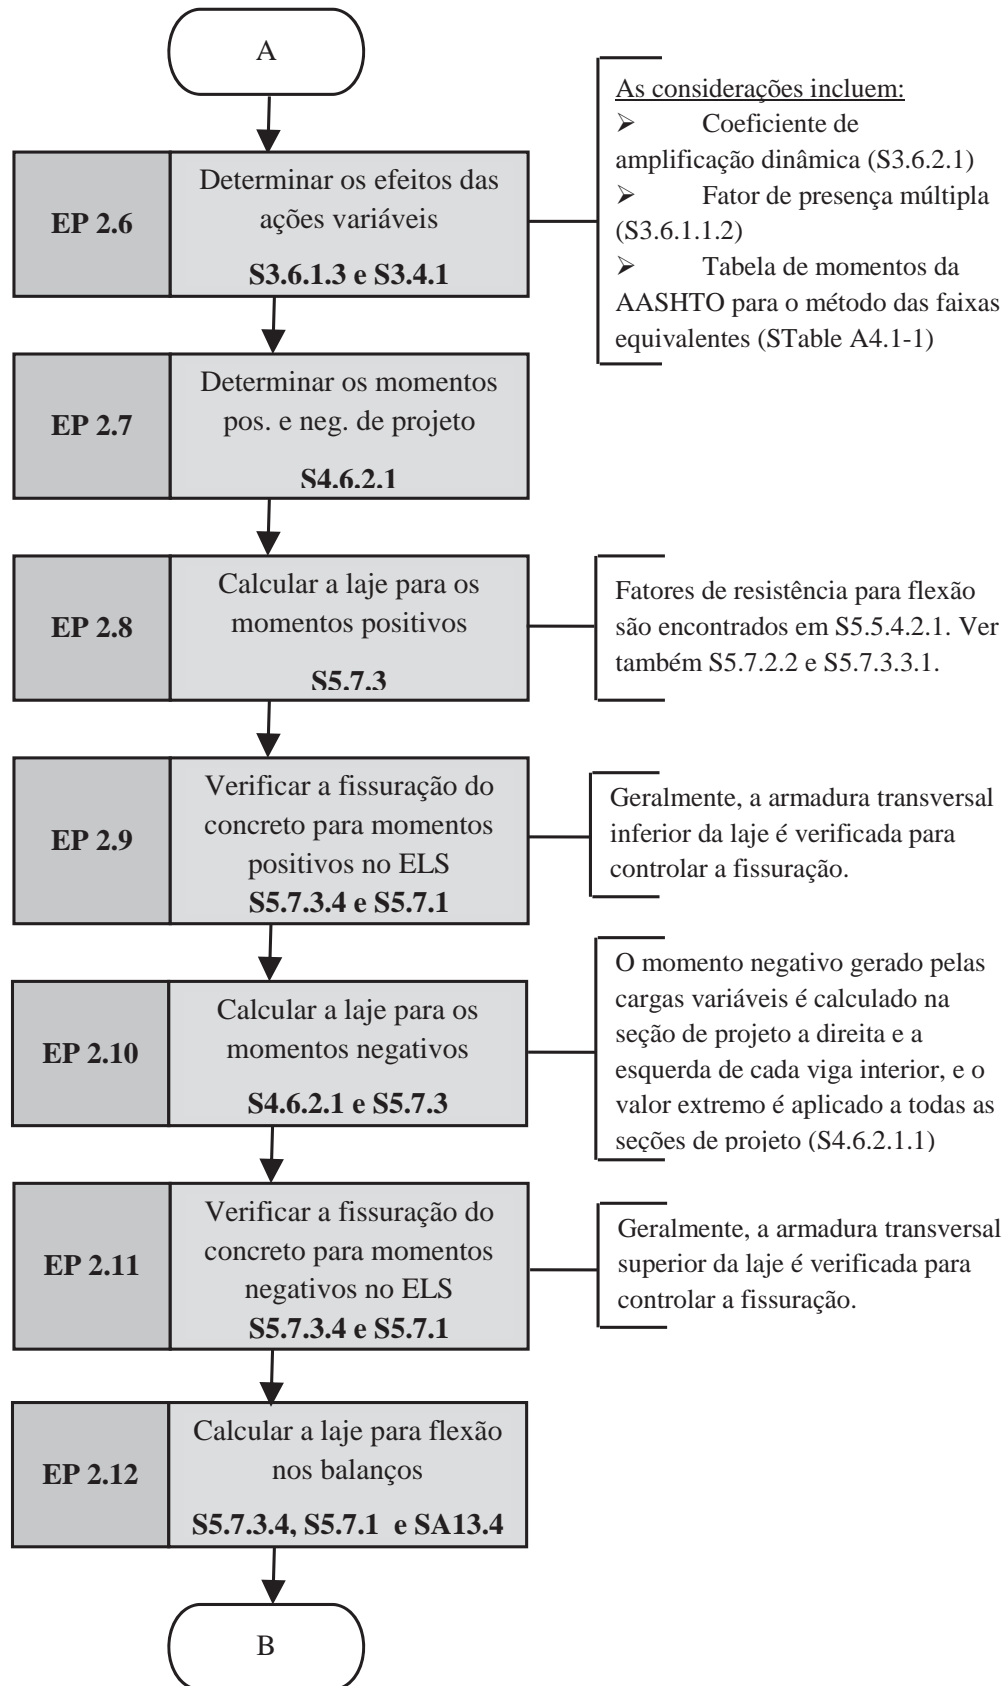 A
EP 2.6
Determinar os efeitos das
ações variáveis
S3.6.1.3 e S3.4.1
As considerações incluem:
➢ Coeficiente de
amplificação dinâmica (S3.6.2.1)
➢ Fator de presença múltipla
(S3.6.1.1.2)
➢ Tabela de momentos da
AASHTO para o método das faixas
equivalentes (STable A4.1-1)
EP 2.7
Determinar os momentos
pos. e neg. de projeto
S4.6.2.1
EP 2.8
Calcular a laje para os
momentos positivos
S5.7.3
Fatores de resistência para flexão
são encontrados em S5.5.4.2.1. Ver
também S5.7.2.2 e S5.7.3.3.1.
EP 2.9
Verificar a fissuração do
concreto para momentos
positivos no ELS
S5.7.3.4 e S5.7.1
Geralmente, a armadura transversal
inferior da laje é verificada para
controlar a fissuração.
EP 2.10
Calcular a laje para os
momentos negativos
S4.6.2.1 e S5.7.3
O momento negativo gerado pelas
cargas variáveis é calculado na
seção de projeto a direita e a
esquerda de cada viga interior, e o
valor extremo é aplicado a todas as
seções de projeto (S4.6.2.1.1)
EP 2.11
Verificar a fissuração do
concreto para momentos
negativos no ELS
S5.7.3.4 e S5.7.1
Geralmente, a armadura transversal
superior da laje é verificada para
controlar a fissuração.
EP 2.12
Calcular a laje para flexão
nos balanços
S5.7.3.4, S5.7.1 e SA13.4
B